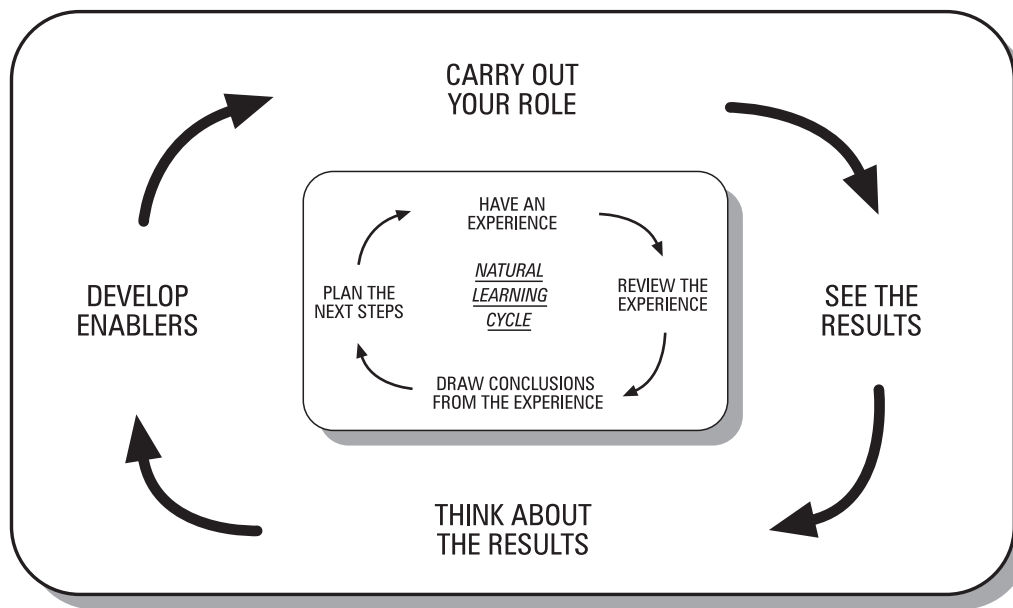 CARRY OUT
YOUR ROLE
HAVE AN
EXPERIENCE
NATURAL
LEARNING
CYCLE
REVIEW THE
EXPERIENCE
DRAW CONCLUSIONS
FROM THE EXPERIENCE
PLAN THE
NEXT STEPS
SEE THE
RESULTS
THINK ABOUT
THE RESULTS
DEVELOP
ENABLERS